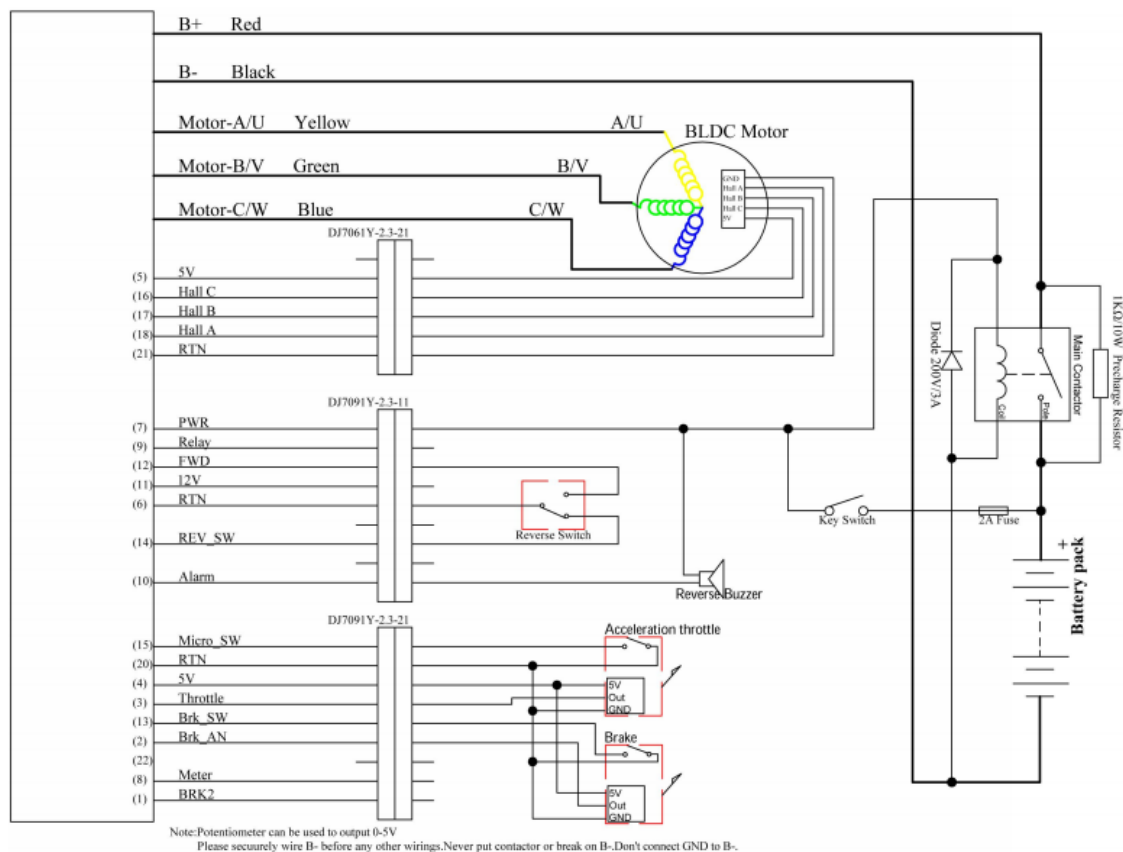 B+ Red
B- Black
Motor-A/U Yellow A/U
BLDC Motor
Motor-B/V Green B/V
Motor-C/W Blue C/W
GND
Hall A
Hall B
Hall C
5V
DJ7061Y-2.3-21
(5) 5V
(16) Hall C
(17) Hall B
(18) Hall A
(21) RTN
Diode 200V/3A
Coil
Pole
Main Contactor
1KΩ/10W Precharge Resistor
DJ7091Y-2.3-11
(7) PWR
(9) Relay
(12) FWD
(11) 12V
(6) RTN
Reverse Switch
(14) REV_SW
(10) Alarm
Key Switch
2A Fuse
Reverse Buzzer
+
Battery pack
DJ7091Y-2.3-21
(15) Micro_SW
(20) RTN
(4) 5V
(3) Throttle
(13) Brk_SW
(2) Brk_AN
(22)
(8) Meter
(1) BRK2
Acceleration throttle
5V
Out
GND
Brake
5V
Out
GND
Note:Potentiometer can be used to output 0-5V
Please secuurely wire B- before any other wirings.Never put contactor or break on B-.Don't connect GND to B-.